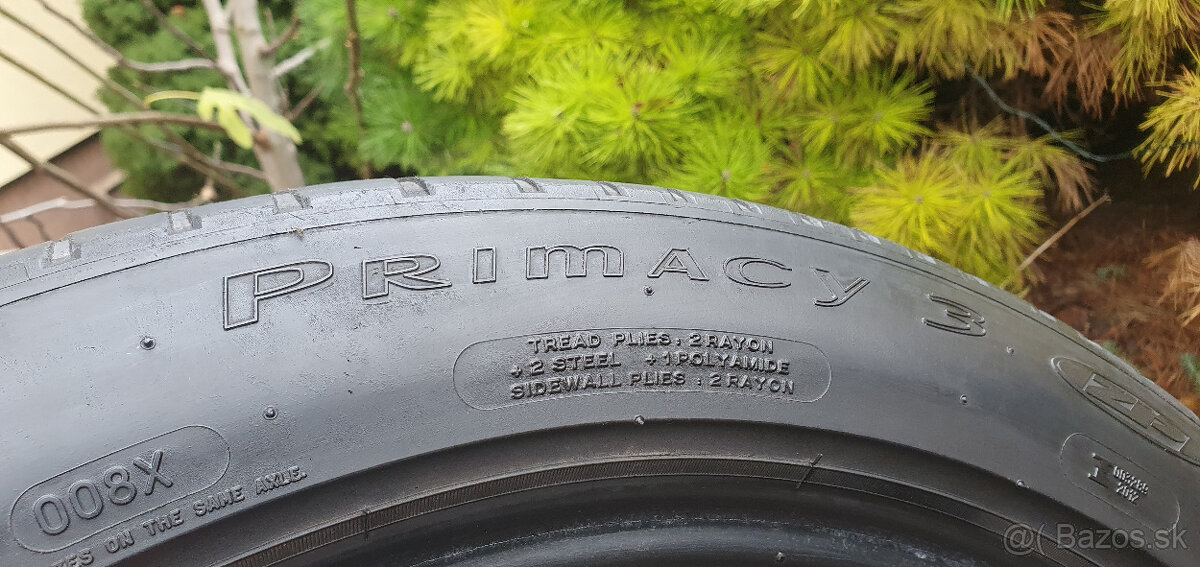 PRIMACY 3
TREAD PLIES : 2 RAYON
+ 2 STEEL + 1 POLYAMIDE
SIDEWALL PLIES : 2 RAYON
008X
ON THE SAME AXLE.
ZP
@( Bazos.sk